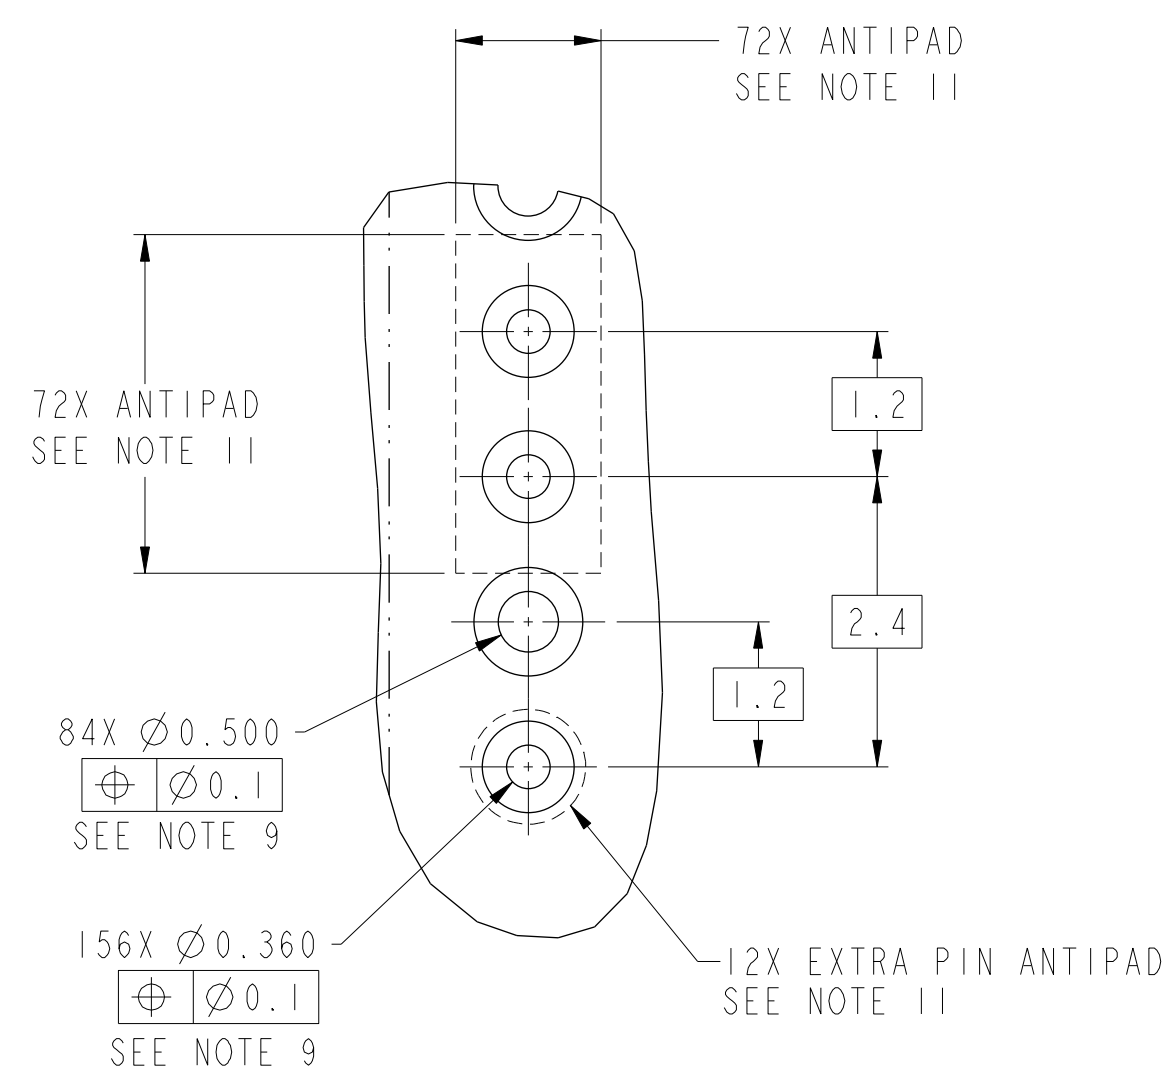 72X ANTIPAD
SEE NOTE 11
72X ANTIPAD
SEE NOTE 11
1.2
2.4
1.2
84X ∅0.500
⌖ ∅0.1
SEE NOTE 9
156X ∅0.360
⌖ ∅0.1
SEE NOTE 9
12X EXTRA PIN ANTIPAD
SEE NOTE 11